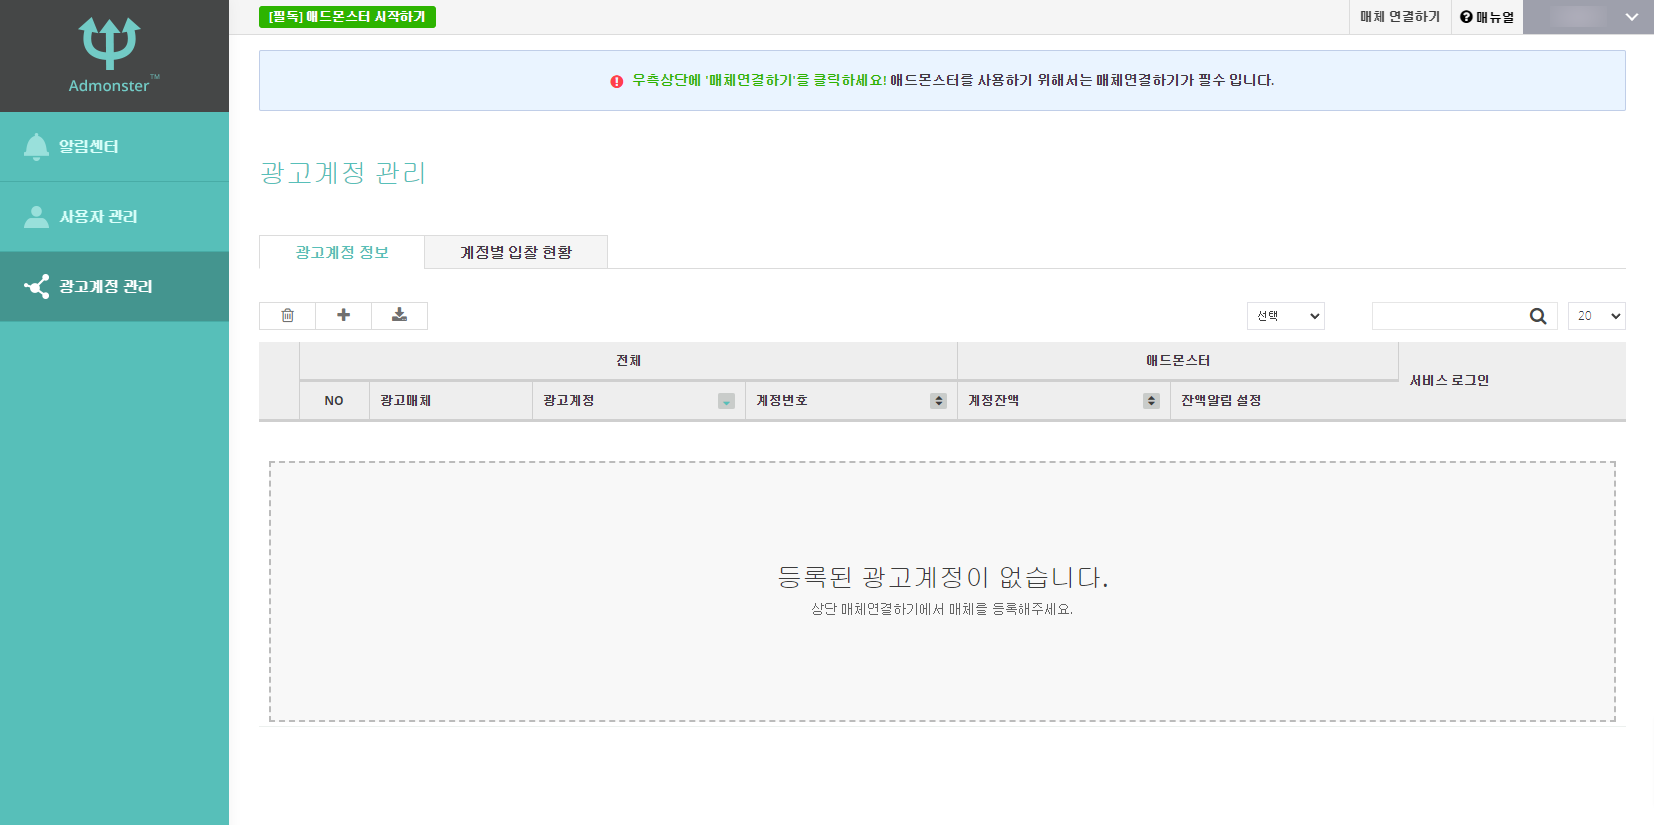 [필독] 애드몬스터 시작하기
매체 연결하기
매뉴얼
Admonster™
우측상단에 '매체연결하기'를 클릭하세요! 애드몬스터를 사용하기 위해서는 매체연결하기가 필수 입니다.
알림센터
사용자 관리
광고계정 관리
광고계정 관리
광고계정 정보
계정별 입찰 현황
선택
20
전체
애드몬스터
서비스 로그인
NO
광고매체
광고계정
계정번호
계정잔액
잔액알림 설정
등록된 광고계정이 없습니다.
상단 매체연결하기에서 매체를 등록해주세요.